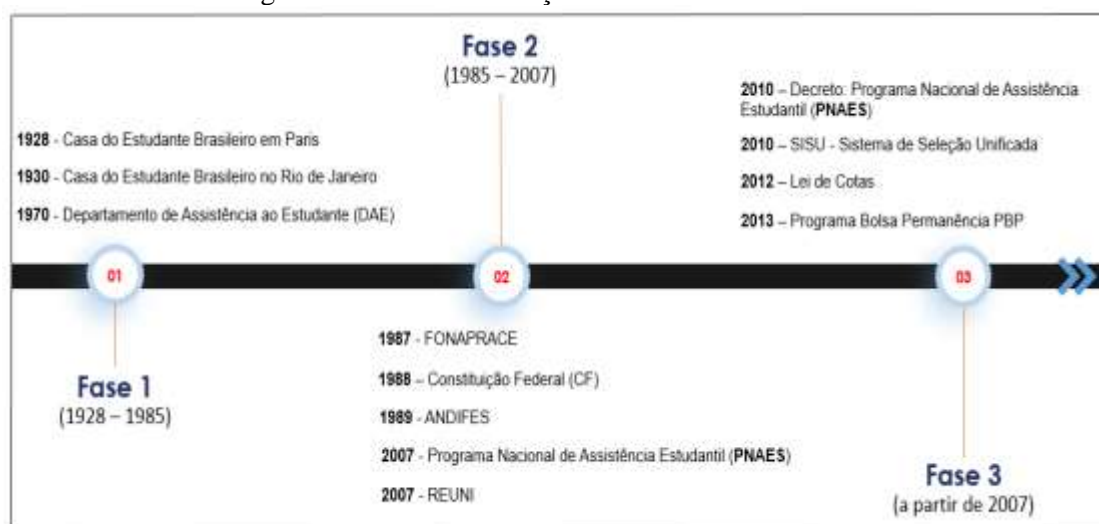 Fase 2
(1985 – 2007)
1928 - Casa do Estudante Brasileiro em Paris
1930 - Casa do Estudante Brasileiro no Rio de Janeiro
1970 - Departamento de Assistência ao Estudante (DAE)
2010 – Decreto: Programa Nacional de Assistência
Estudantil (PNAES)
2010 – SISU - Sistema de Seleção Unificada
2012 – Lei de Cotas
2013 – Programa Bolsa Permanência PBP
01
02
03
Fase 1
(1928 – 1985)
1987 - FONAPRACE
1988 – Constituição Federal (CF)
1989 - ANDIFES
2007 - Programa Nacional de Assistência Estudantil (PNAES)
2007 - REUNI
Fase 3
(a partir de 2007)